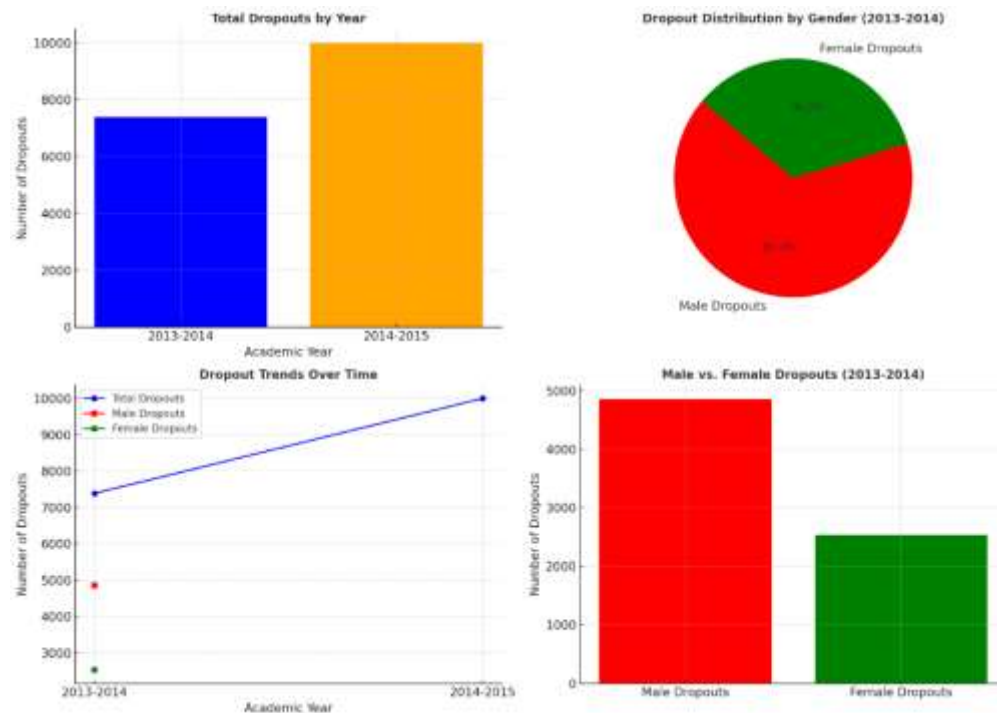 Total Dropouts by Year
Number of Dropouts
10000
8000
6000
4000
2000
0
2013-2014
2014-2015
Academic Year
Dropout Distribution by Gender (2013-2014)
Female Dropouts
Male Dropouts
Dropout Trends Over Time
Number of Dropouts
10000
9000
8000
7000
6000
5000
4000
3000
Total Dropouts
Male Dropouts
Female Dropouts
2013-2014
2014-2015
Academic Year
Male vs. Female Dropouts (2013-2014)
Number of Dropouts
5000
4000
3000
2000
1000
0
Male Dropouts
Female Dropouts